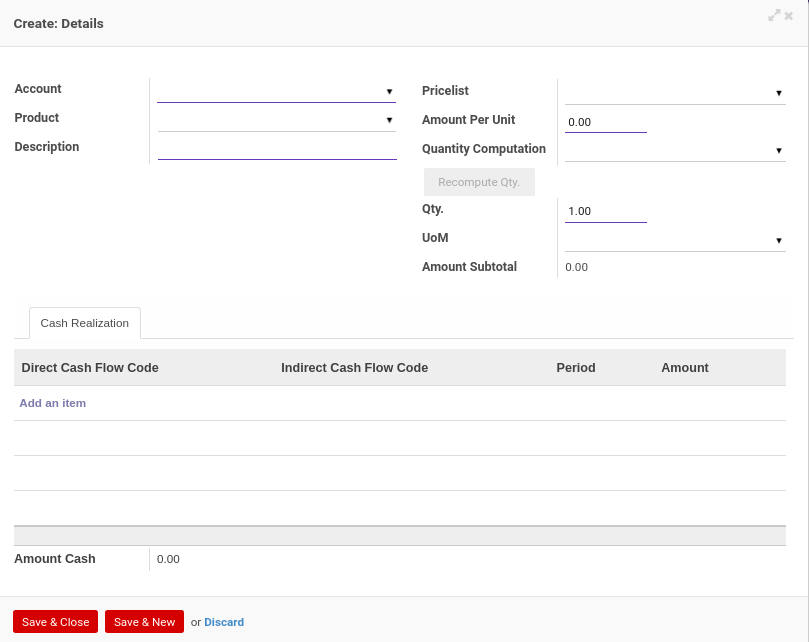 Create: Details
Account
Product
Description
Pricelist
Amount Per Unit 0.00
Quantity Computation
Recompute Qty.
Qty. 1.00
UoM
Amount Subtotal 0.00
Cash Realization
Direct Cash Flow Code Indirect Cash Flow Code Period Amount
Add an item
Amount Cash 0.00
Save & Close Save & New or Discard